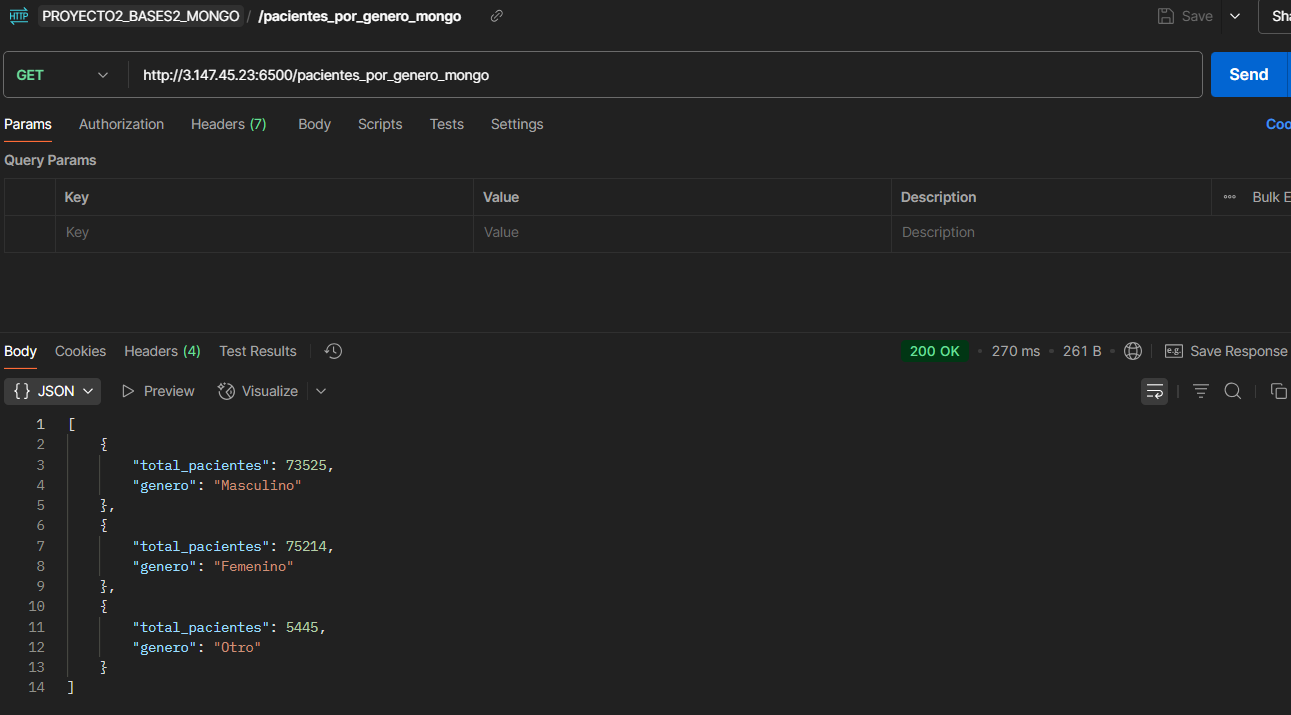 HTTP PROYECTO2_BASES2_MONGO / /pacientes_por_genero_mongo Save
GET http://3.147.45.23:6500/pacientes_por_genero_mongo Send
Params Authorization Headers (7) Body Scripts Tests Settings
Query Params
Key Value Description Bulk E
Key Value Description
Body Cookies Headers (4) Test Results 200 OK 270 ms 261 B e.g. Save Response
{} JSON Preview Visualize
1 [
2 {
3 "total_pacientes": 73525,
4 "genero": "Masculino"
5 },
6 {
7 "total_pacientes": 75214,
8 "genero": "Femenino"
9 },
10 {
11 "total_pacientes": 5445,
12 "genero": "Otro"
13 }
14 ]